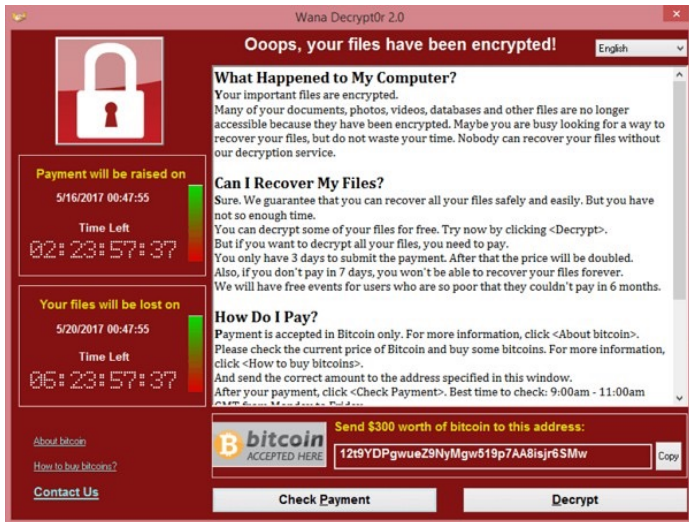 Wana Decrypt0r 2.0
Ooops, your files have been encrypted!
English
Payment will be raised on
5/16/2017 00:47:55
Time Left
02:23:57:37
Your files will be lost on
5/20/2017 00:47:55
Time Left
06:23:57:37
About bitcoin
How to buy bitcoins?
Contact Us
What Happened to My Computer?
Your important files are encrypted.
Many of your documents, photos, videos, databases and other files are no longer
accessible because they have been encrypted. Maybe you are busy looking for a way to
recover your files, but do not waste your time. Nobody can recover your files without
our decryption service.
Can I Recover My Files?
Sure. We guarantee that you can recover all your files safely and easily. But you have
not so enough time.
You can decrypt some of your files for free. Try now by clicking <Decrypt>.
But if you want to decrypt all your files, you need to pay.
You only have 3 days to submit the payment. After that the price will be doubled.
Also, if you don't pay in 7 days, you won't be able to recover your files forever.
We will have free events for users who are so poor that they couldn't pay in 6 months.
How Do I Pay?
Payment is accepted in Bitcoin only. For more information, click <About bitcoin>.
Please check the current price of Bitcoin and buy some bitcoins. For more information,
click <How to buy bitcoins>.
And send the correct amount to the address specified in this window.
After your payment, click <Check Payment>. Best time to check: 9:00am - 11:00am
GMT from Monday to Friday
bitcoin
ACCEPTED HERE
Send $300 worth of bitcoin to this address:
12t9YDPgwueZ9NyMgw519p7AA8isjr6SMw
Copy
Check Payment
Decrypt